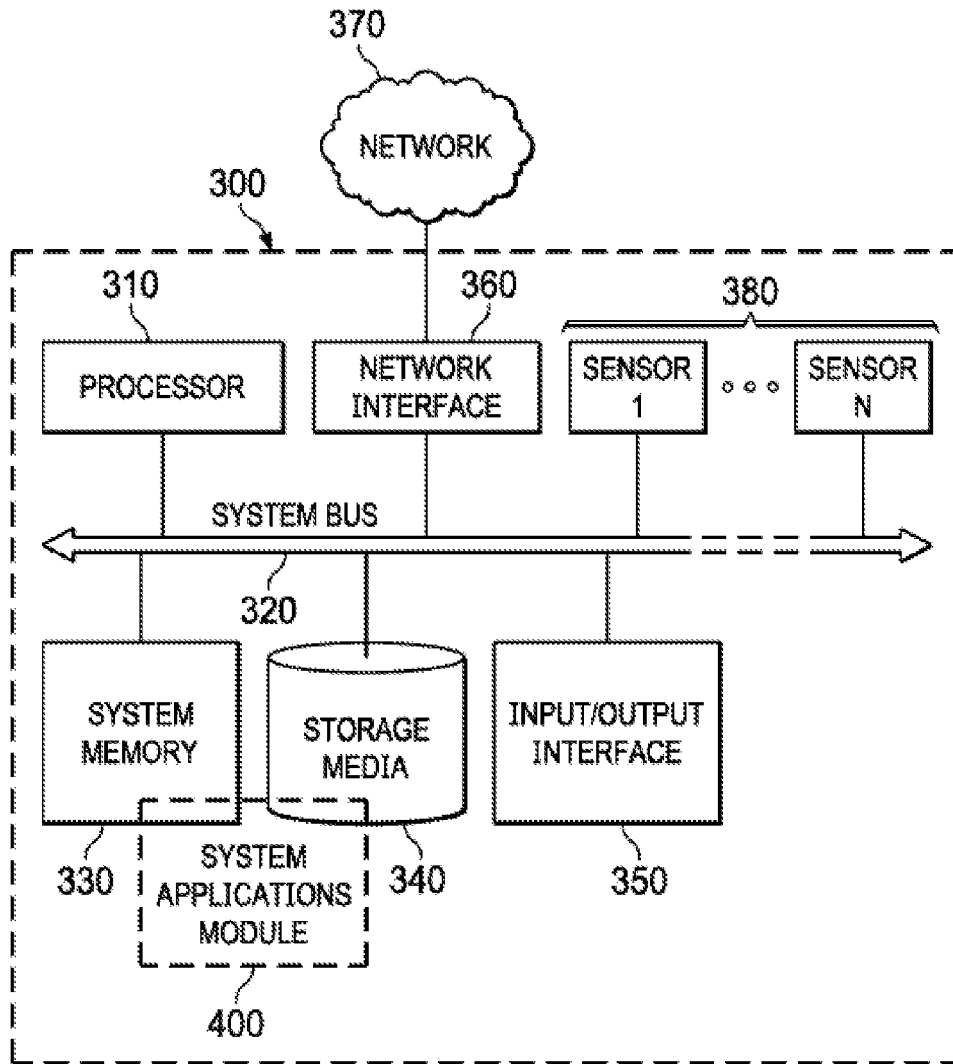 370
NETWORK
300
310
360
380
PROCESSOR
NETWORK
INTERFACE
SENSOR
1
SENSOR
N
SYSTEM BUS
320
SYSTEM
MEMORY
STORAGE
MEDIA
INPUT/OUTPUT
INTERFACE
330
340
350
SYSTEM
APPLICATIONS
MODULE
400